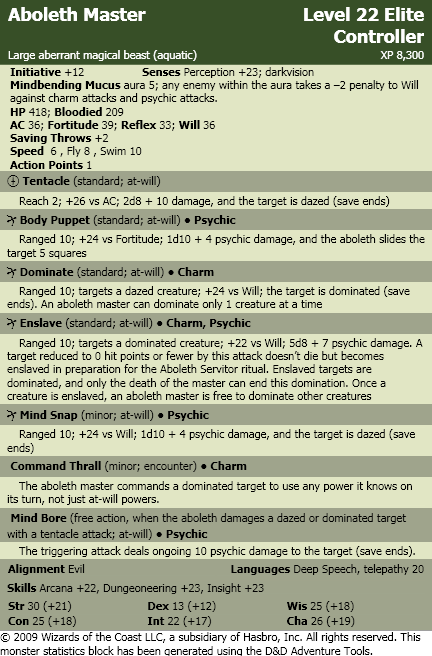 Aboleth Master Level 22 Elite
Controller
Large aberrant magical beast (aquatic) XP 8,300
Initiative +12 Senses Perception +23; darkvision
Mindbending Mucus aura 5; any enemy within the aura takes a −2 penalty to Will
against charm attacks and psychic attacks.
HP 418; Bloodied 209
AC 36; Fortitude 39; Reflex 33; Will 36
Saving Throws +2
Speed 6 , Fly 8 , Swim 10
Action Points 1
Tentacle (standard; at-will)
Reach 2; +26 vs AC; 2d8 + 10 damage, and the target is dazed (save ends)
Body Puppet (standard; at-will) ● Psychic
Ranged 10; +24 vs Fortitude; 1d10 + 4 psychic damage, and the aboleth slides the
target 5 squares
Dominate (standard; at-will) ● Charm
Ranged 10; targets a dazed creature; +24 vs Will; the target is dominated (save
ends). An aboleth master can dominate only 1 creature at a time
Enslave (standard; at-will) ● Charm, Psychic
Ranged 10; targets a dominated creature; +22 vs Will; 5d8 + 7 psychic damage. A
target reduced to 0 hit points or fewer by this attack doesn't die but becomes
enslaved in preparation for the Aboleth Servitor ritual. Enslaved targets are
dominated, and only the death of the master can end this domination. Once a
creature is enslaved, an aboleth master is free to dominate other creatures
Mind Snap (minor; at-will) ● Psychic
Ranged 10; +24 vs Will; 1d10 + 4 psychic damage, and the target is dazed (save
ends)
Command Thrall (minor; encounter) ● Charm
The aboleth master commands a dominated target to use any power it knows on
its turn, not just at-will powers.
Mind Bore (free action, when the aboleth damages a dazed or dominated target
with a tentacle attack; at-will) ● Psychic
The triggering attack deals ongoing 10 psychic damage to the target (save ends).
Alignment Evil Languages Deep Speech, telepathy 20
Skills Arcana +22, Dungeoneering +23, Insight +23
Str 30 (+21) Dex 13 (+12) Wis 25 (+18)
Con 25 (+18) Int 22 (+17) Cha 26 (+19)
© 2009 Wizards of the Coast LLC, a subsidiary of Hasbro, Inc. All rights reserved. This
monster statistics block has been generated using the D&D Adventure Tools.